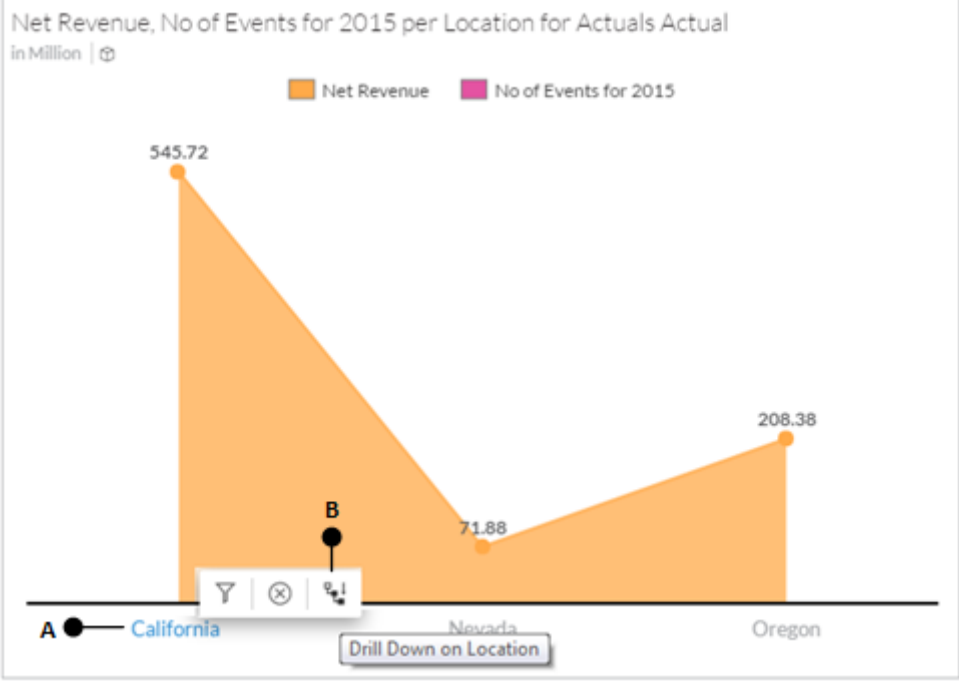 Net Revenue, No of Events for 2015 per Location for Actuals Actual
in Million
Net Revenue No of Events for 2015
545.72
208.38
71.88
B
A California Nevada Oregon
Drill Down on Location